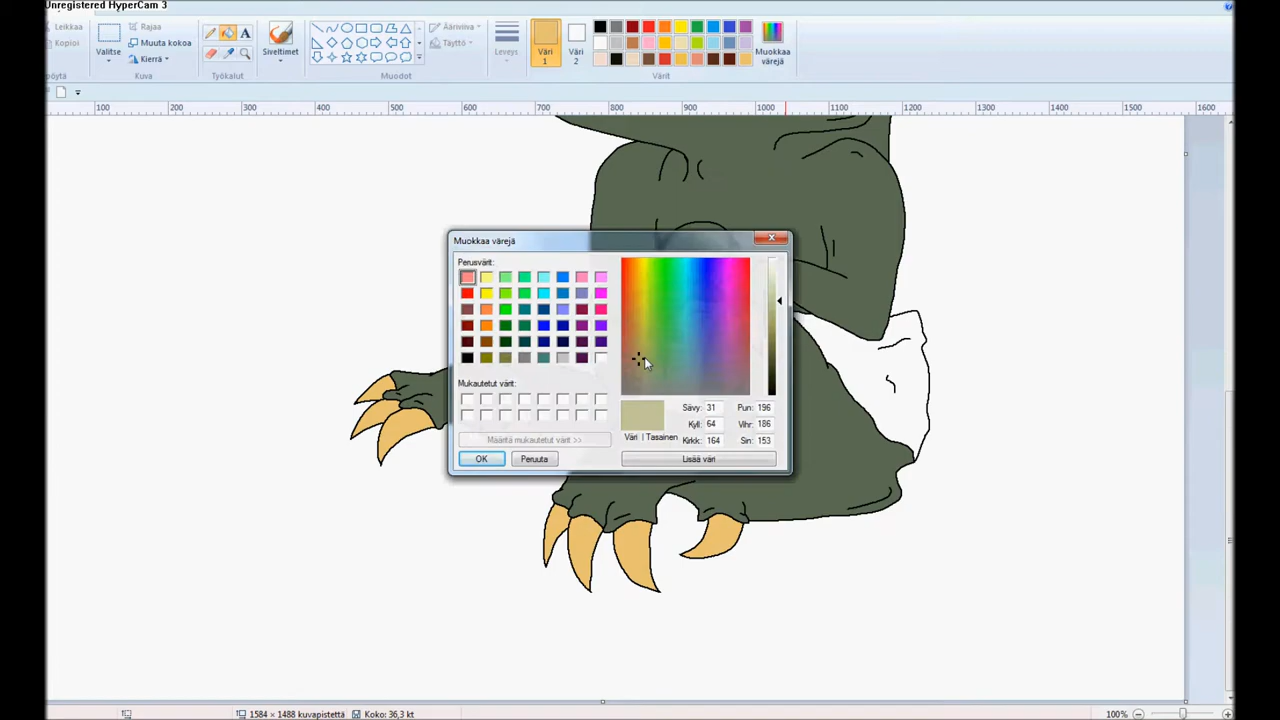 Unregistered HyperCam 3
Leikkaa
Kopioi
Valitse
Rajaa
Muuta kokoa
Kierrä
Kuva
Työkalut
Siveltimet
Ääriviiva
Täyttö
Muodot
Leveys
Väri 1
Väri 2
Värit
Muokkaa värejä
100 200 300 400 500 600 700 800 900 1000 1100 1200 1300 1400 1500 1600
Muokkaa värejä
Perusvärit:
Mukautetut värit:
Määritä mukautetut värit >>
OK
Peruuta
Väri | Tasainen
Sävy: 31
Kyll: 64
Kirkk: 164
Pun: 196
Vihr: 186
Sin: 153
Lisää väri
1584 × 1488 kuvapistettä
Koko: 36,3 kt
100%